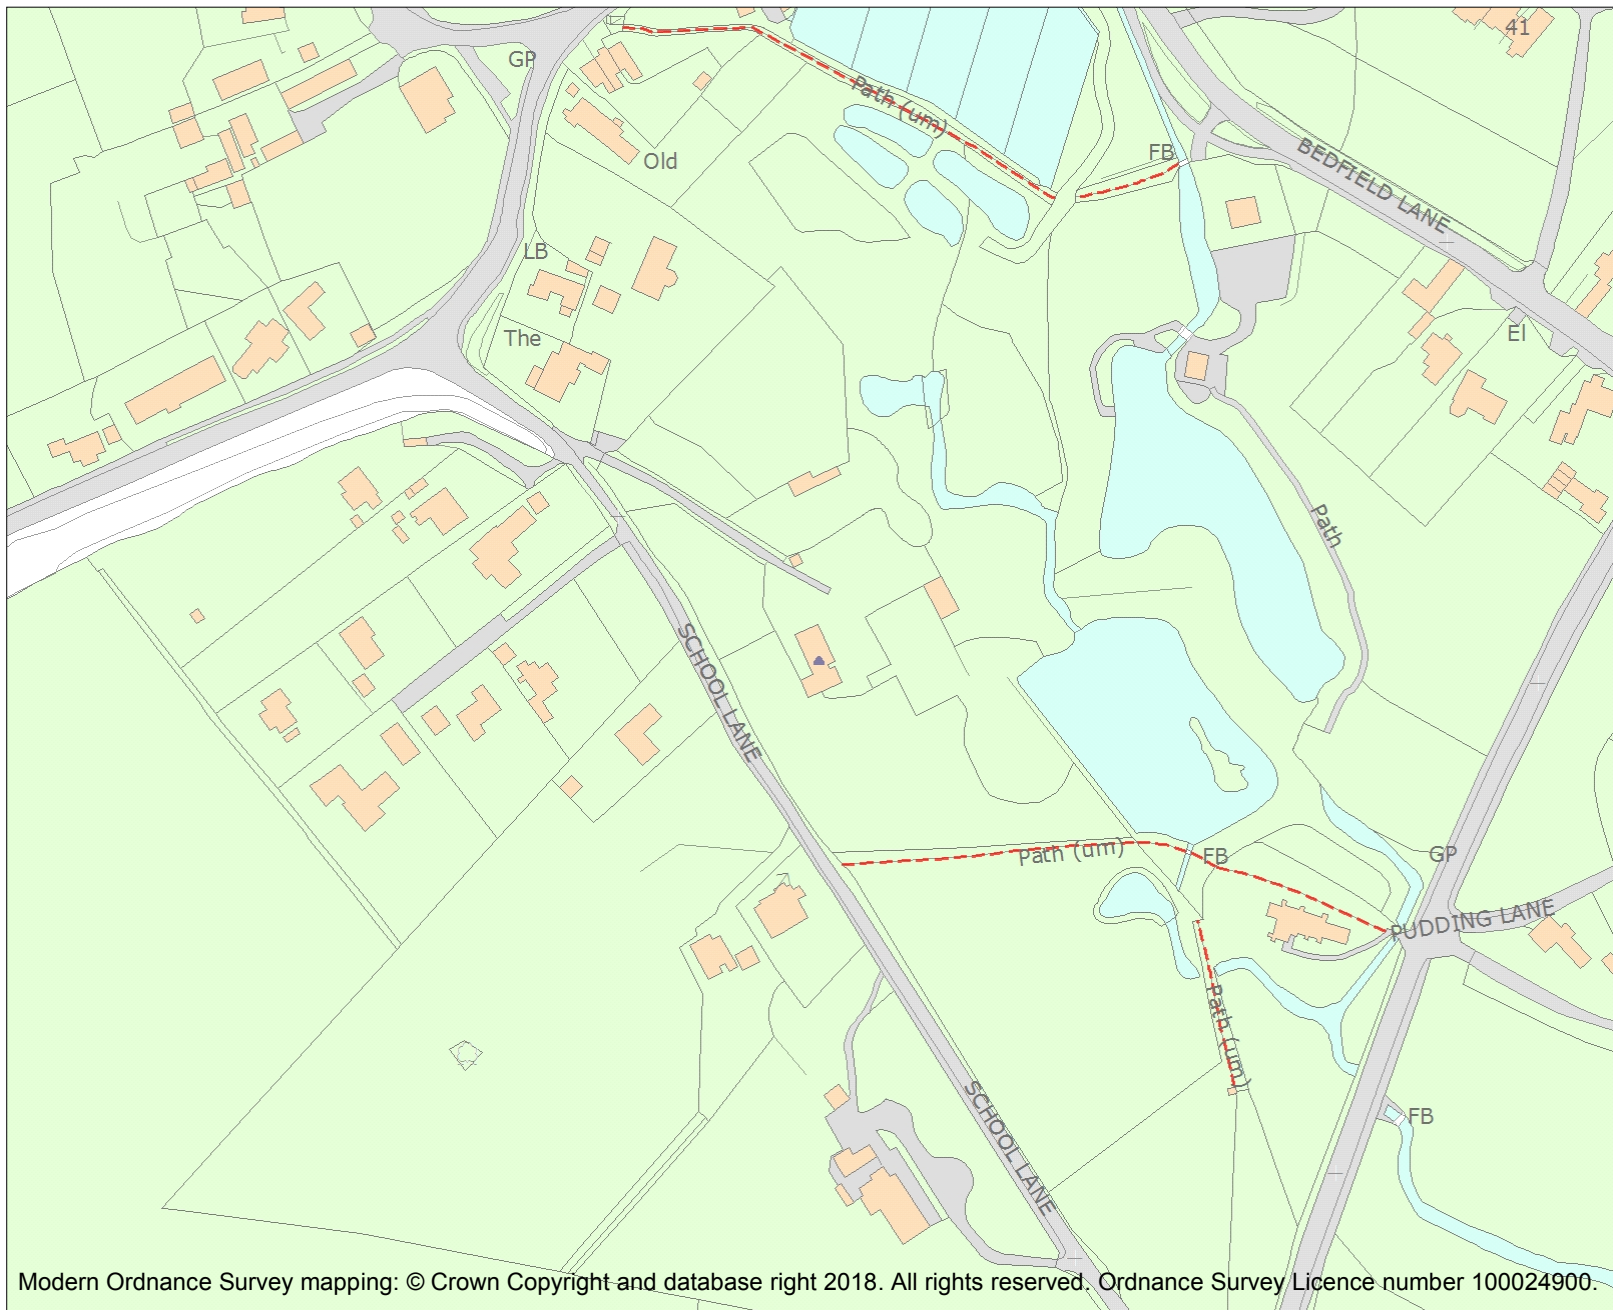 41
GP
Path (um)
FB
Old
BEDFIELD LANE
LB
The
El
Path
SCHOOL LANE
Path (um)
FB
GP
PUDDING LANE
Path (um)
SCHOOL LANE
FB
Modern Ordnance Survey mapping: © Crown Copyright and database right 2018. All rights reserved. Ordnance Survey Licence number 100024900.